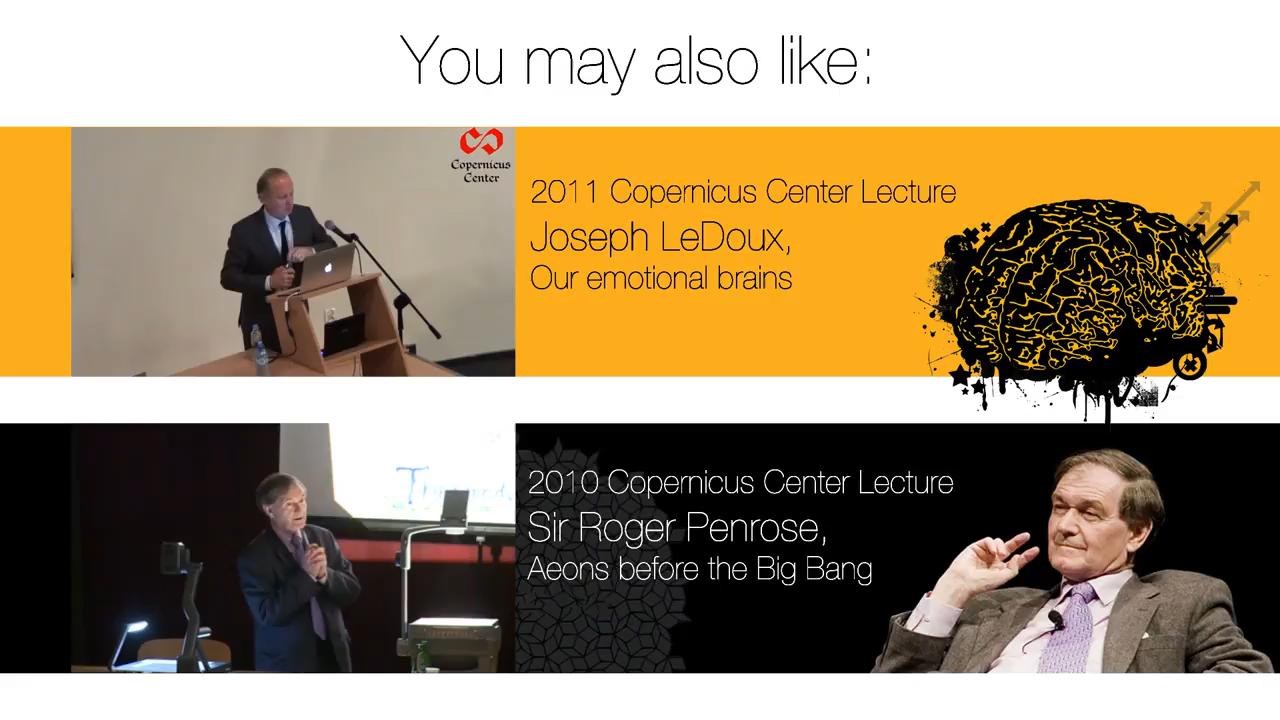 You may also like:
Copernicus
Center
2011 Copernicus Center Lecture
Joseph LeDoux,
Our emotional brains
2010 Copernicus Center Lecture
Sir Roger Penrose,
Aeons before the Big Bang